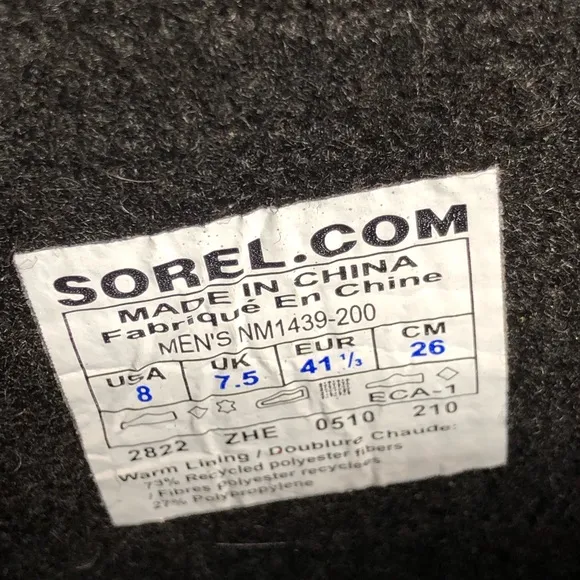 SOREL.COM
MADE IN CHINA
Fabriqué En Chine
MEN'S NM1439-200
USA UK EUR CM
8 7.5 41 1/3 26
ECA-1
2822 ZHE 0510 210
Warm Lining / Doublure Chaude:
73% Recycled polyester fibers
/ Fibres Polyester recyclees
27% Polypropylene